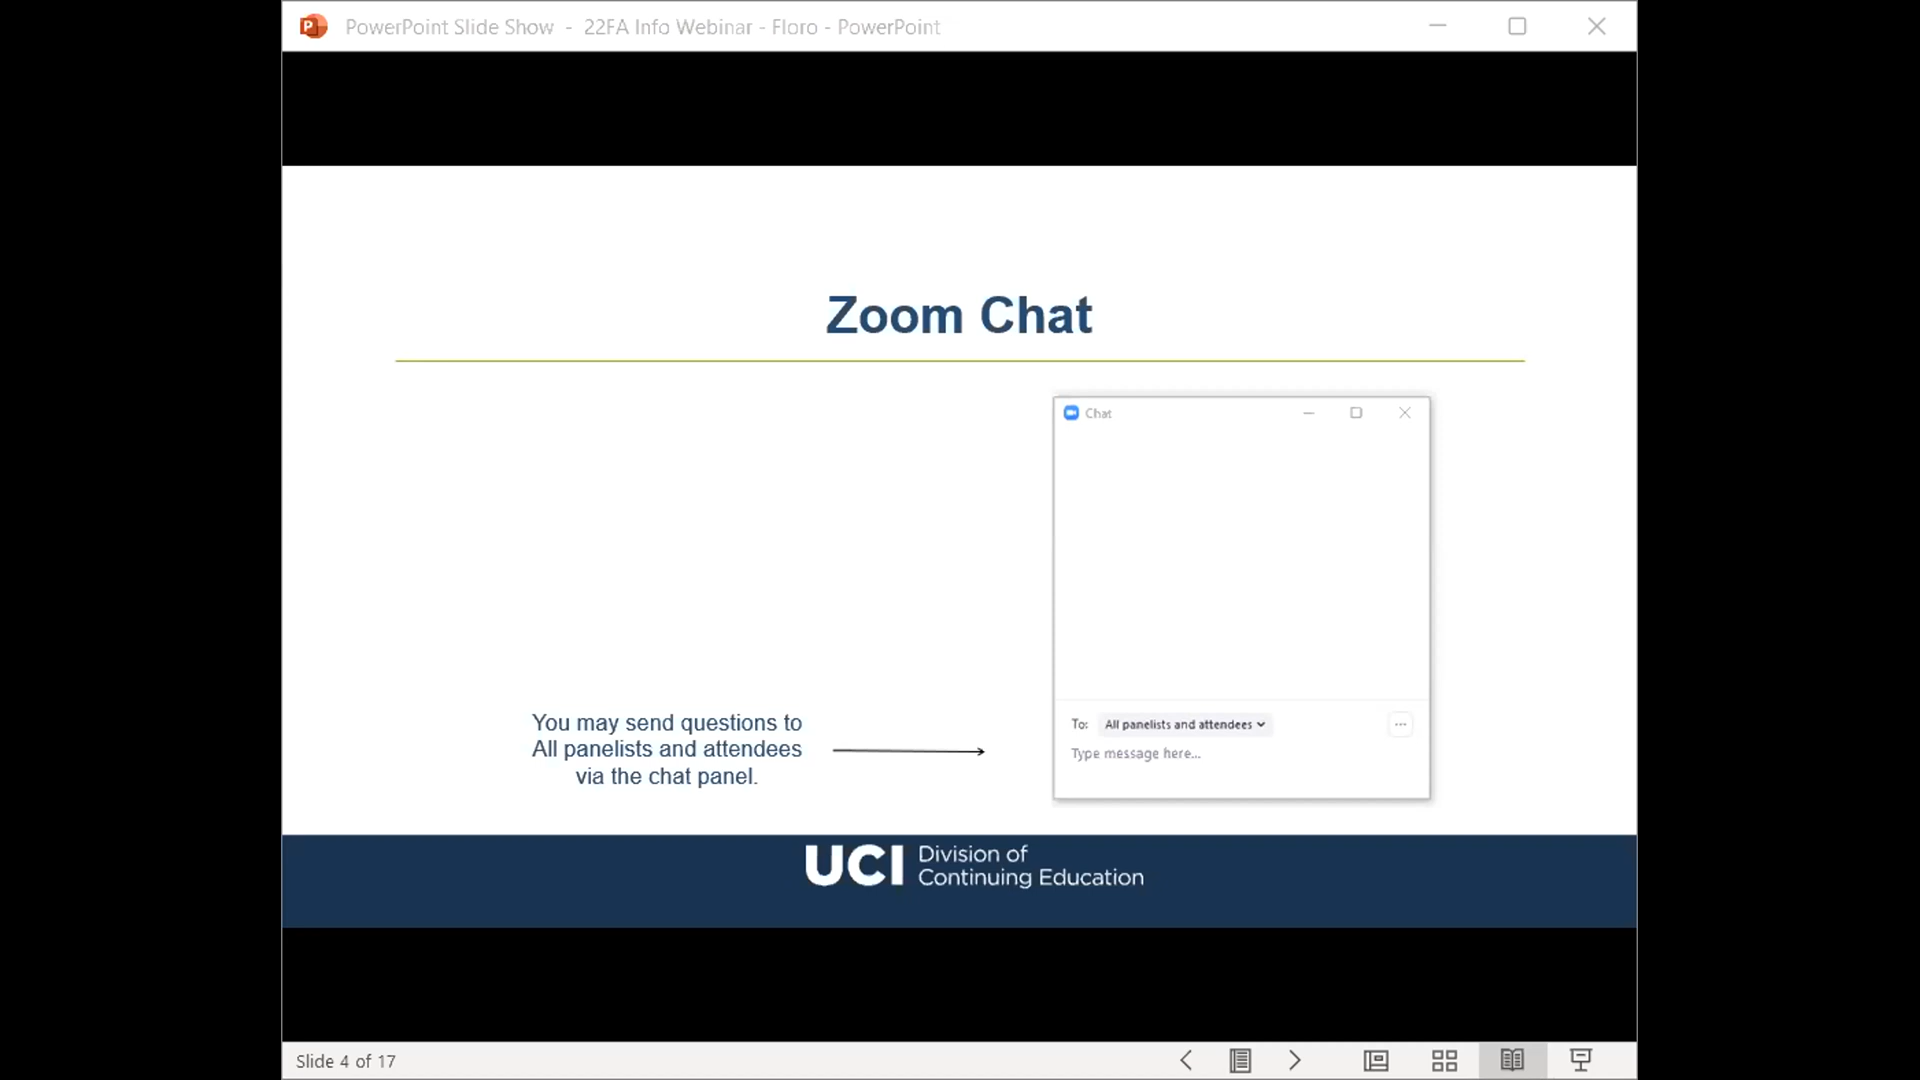 PowerPoint Slide Show - 22FA Info Webinar - Floro - PowerPoint
Zoom Chat
Chat
You may send questions to
All panelists and attendees
via the chat panel.
To: All panelists and attendees
Type message here...
UCI Division of
Continuing Education
Slide 4 of 17